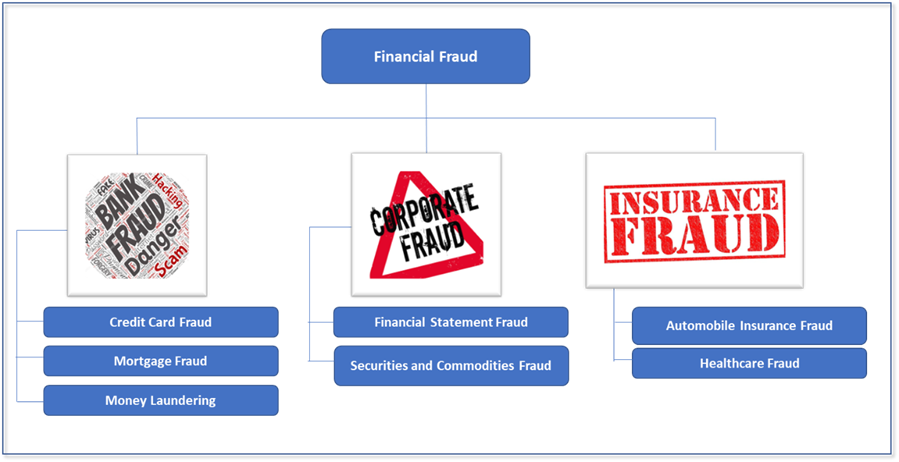 Financial Fraud
BANK
FRAUD
Danger
Scam
Hacking
CORPORATE
FRAUD
INSURANCE
FRAUD
Credit Card Fraud
Mortgage Fraud
Money Laundering
Financial Statement Fraud
Securities and Commodities Fraud
Automobile Insurance Fraud
Healthcare Fraud